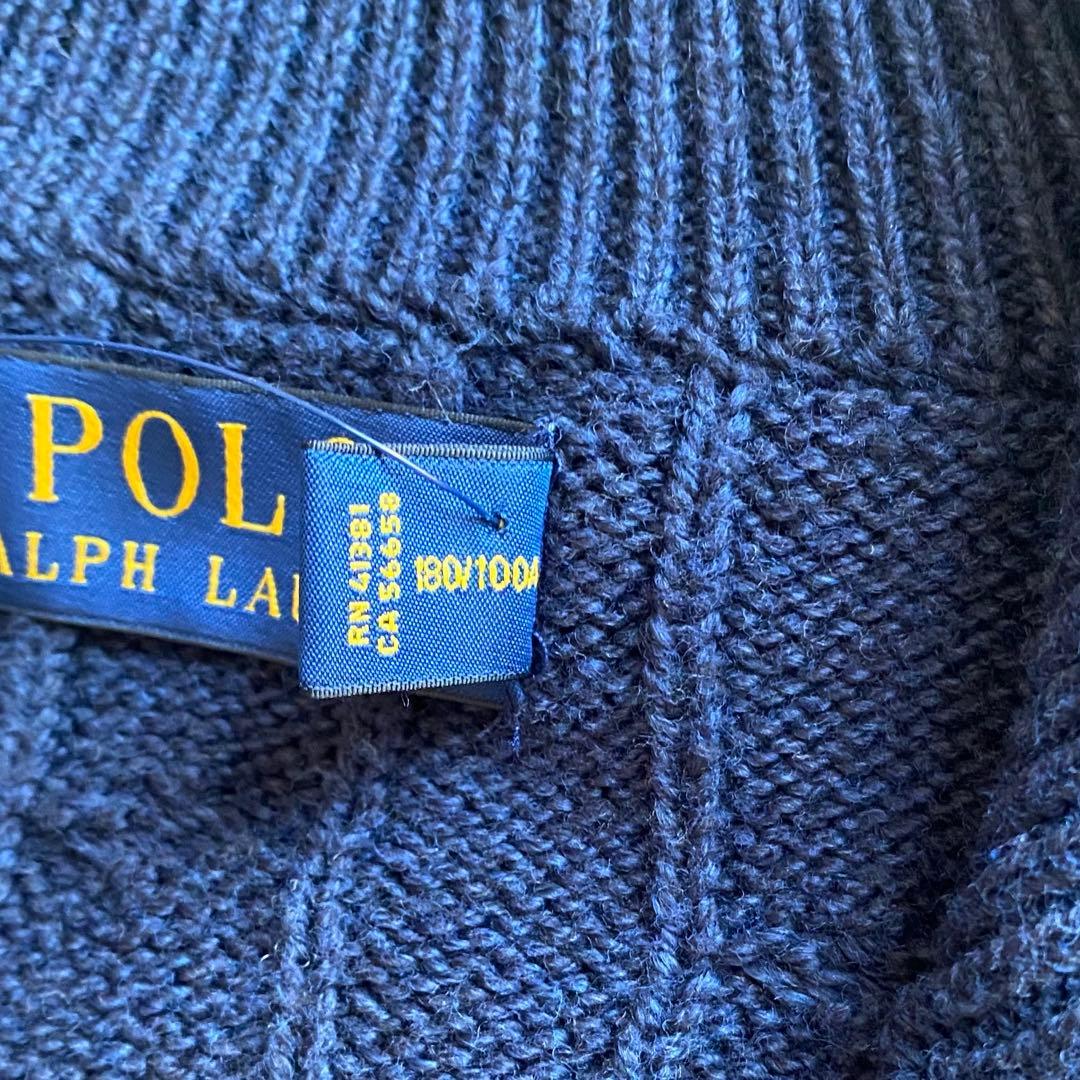 POL
ALPH LAU
RN 41381
CA 56658
180/100A